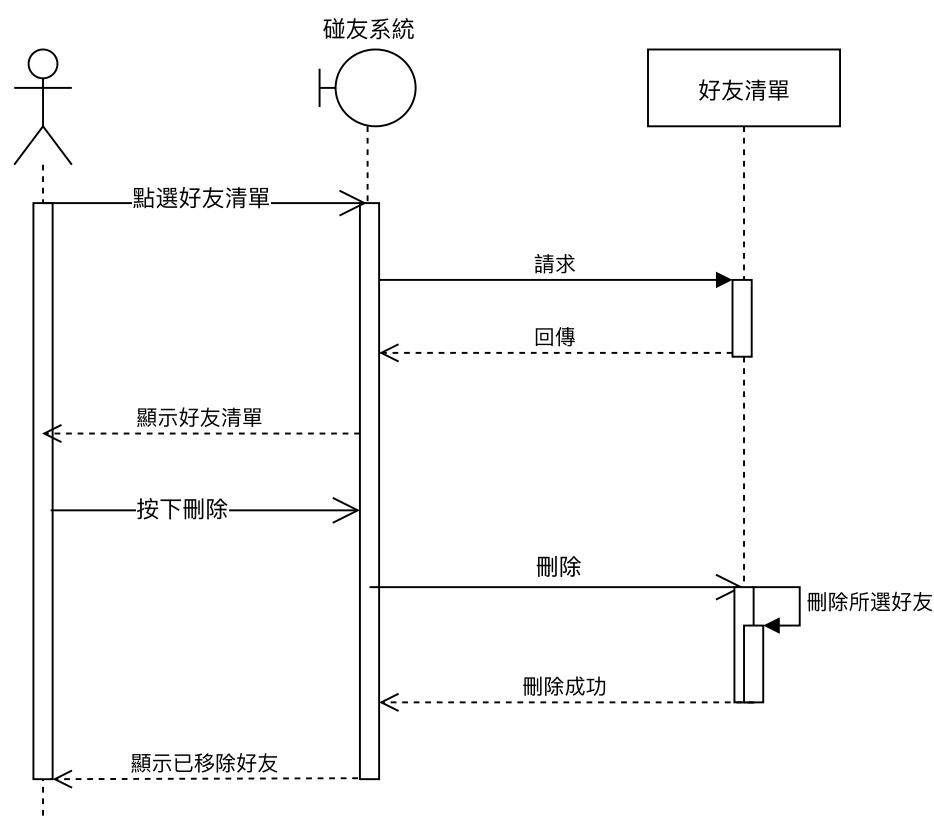 碰友系統
好友清單
點選好友清單
請求
回傳
顯示好友清單
按下刪除
刪除
刪除所選好友
刪除成功
顯示已移除好友